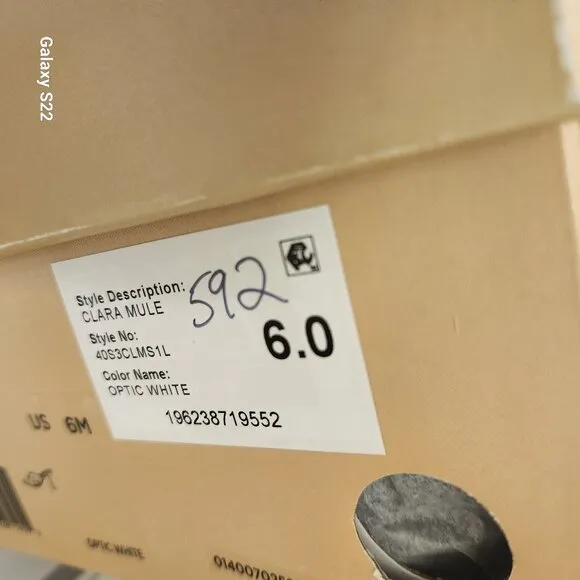 Galaxy S22
Style Description:
CLARA MULE
592
Style No:
40S3CLMS1L
6.0
Color Name:
OPTIC WHITE
196238719552
US 6M
OPTIC WHITE